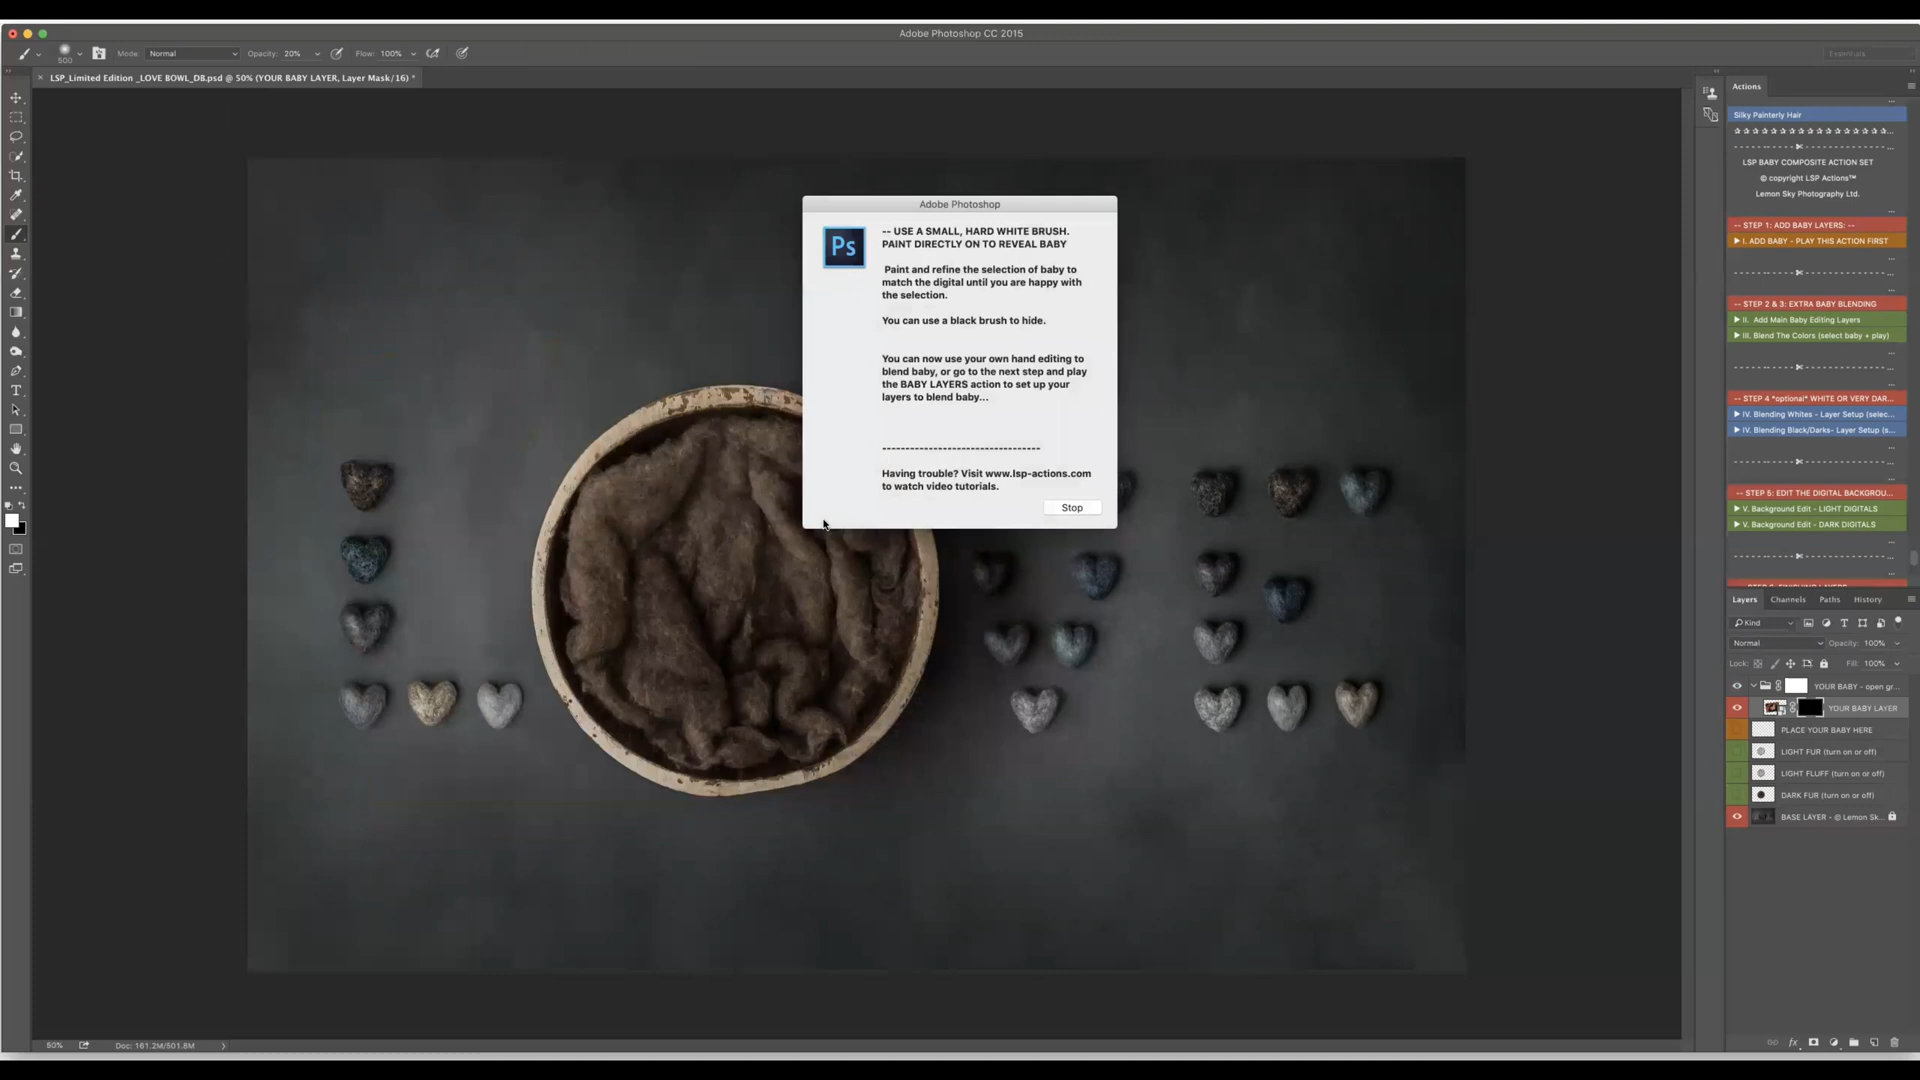 Adobe Photoshop CC 2015
500
Mode: Normal
Opacity: 20%
Flow: 100%
Essentials
× LSP_Limited Edition _LOVE BOWL_DB.psd @ 50% (YOUR BABY LAYER, Layer Mask/16) *
Adobe Photoshop
Ps
-- USE A SMALL, HARD WHITE BRUSH.
PAINT DIRECTLY ON TO REVEAL BABY
Paint and refine the selection of baby to
match the digital until you are happy with
the selection.
You can use a black brush to hide.
You can now use your own hand editing to
blend baby, or go to the next step and play
the BABY LAYERS action to set up your
layers to blend baby...
----------------------------------
Having trouble? Visit www.lsp-actions.com
to watch video tutorials.
Stop
Actions
Silky Painterly Hair
LSP BABY COMPOSITE ACTION SET
© copyright LSP Actions™
Lemon Sky Photography Ltd.
-- STEP 1: ADD BABY LAYERS: --
I. ADD BABY - PLAY THIS ACTION FIRST
-- STEP 2 & 3: EXTRA BABY BLENDING
II. Add Main Baby Editing Layers
III. Blend The Colors (select baby + play)
-- STEP 4 *optional* WHITE OR VERY DAR...
IV. Blending Whites - Layer Setup (selec...
IV. Blending Black/Darks- Layer Setup (s...
-- STEP 5: EDIT THE DIGITAL BACKGROU...
V. Background Edit - LIGHT DIGITALS
V. Background Edit - DARK DIGITALS
Layers Channels Paths History
Kind
Normal
Opacity: 100%
Lock:
Fill: 100%
YOUR BABY - open gr...
YOUR BABY LAYER
PLACE YOUR BABY HERE
LIGHT FUR (turn on or off)
LIGHT FLUFF (turn on or off)
DARK FUR (turn on or off)
BASE LAYER - © Lemon Sk...
fx
50%
Doc: 161.2M/501.8M